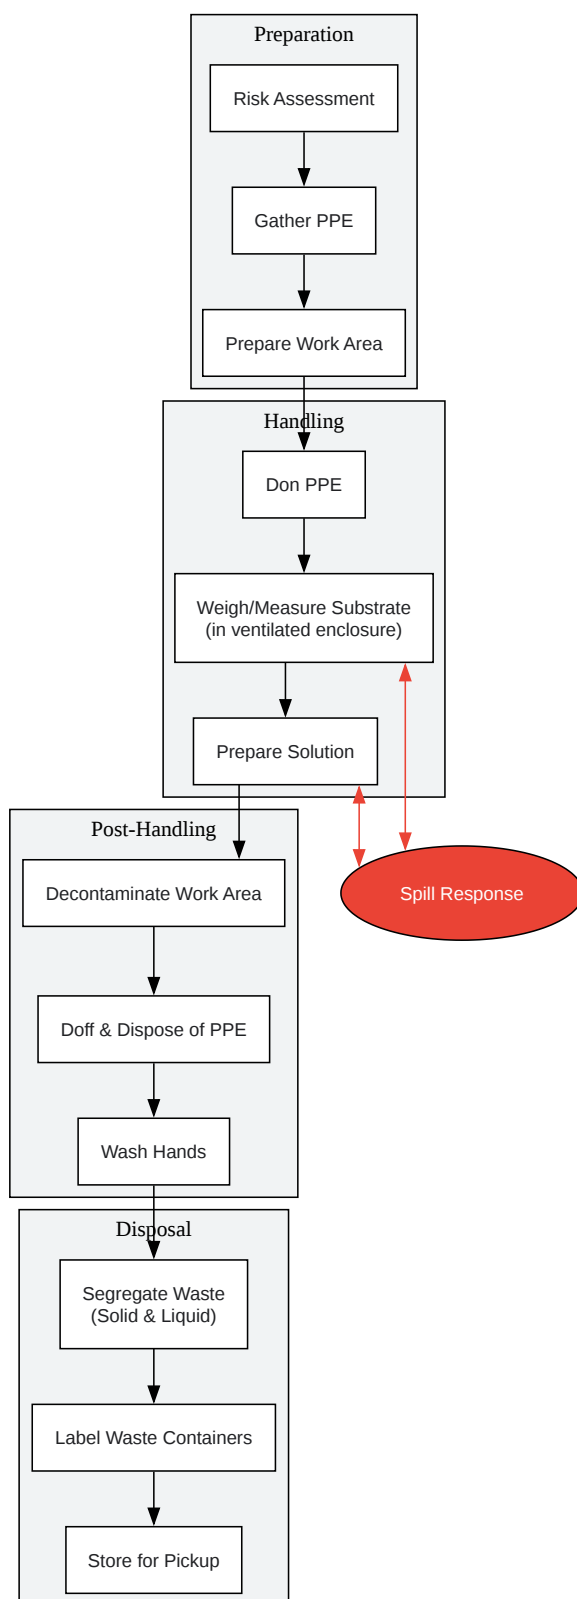 Preparation
Risk Assessment
Gather PPE
Prepare Work Area
Handling
Don PPE
Weigh/Measure Substrate
(in ventilated enclosure)
Prepare Solution
Post-Handling
Decontaminate Work Area
Spill Response
Doff & Dispose of PPE
Wash Hands
Disposal
Segregate Waste
(Solid & Liquid)
Label Waste Containers
Store for Pickup